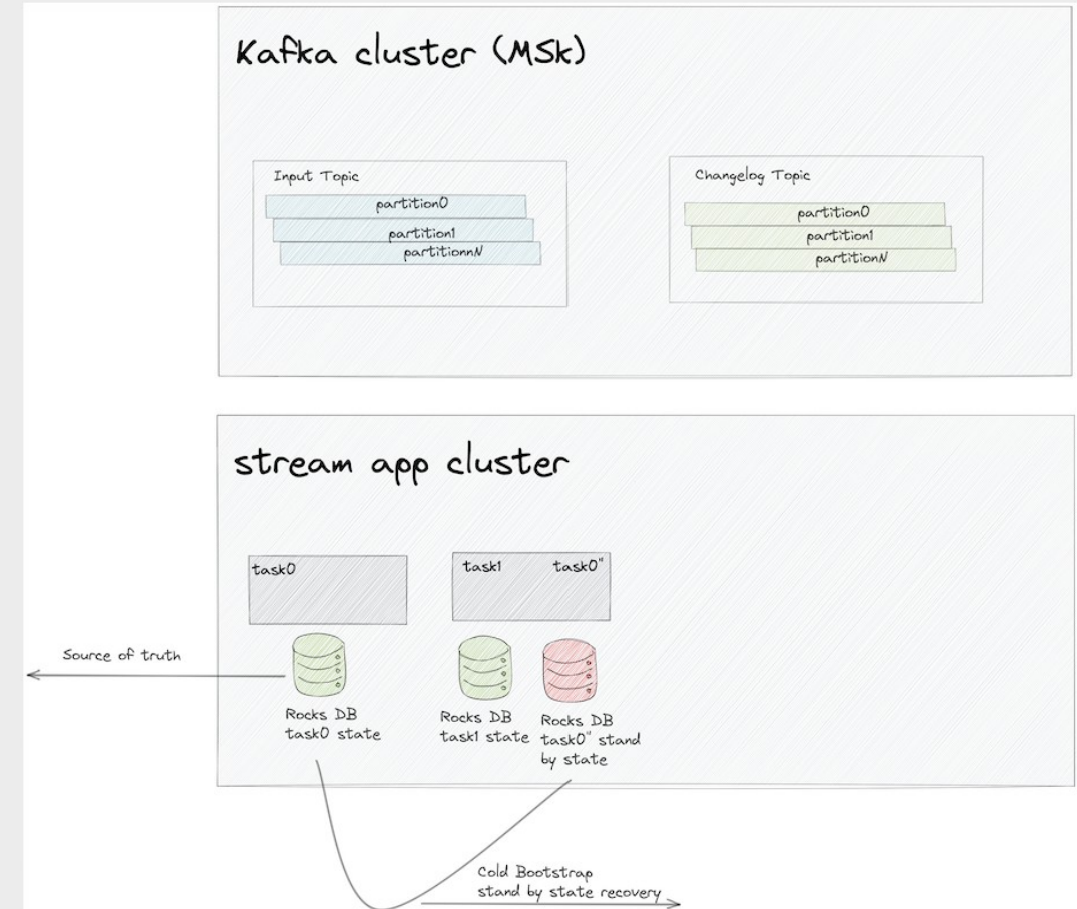 Kafka cluster (MSk)
Input Topic
partition0
partition1
partitionnN
Changelog Topic
partition0
partition1
partitionN
stream app cluster
task0
task1
task0"
Source of truth
Rocks DB
task0 state
Rocks DB
task1 state
Rocks DB
task0" stand
by state
Cold Bootstrap
stand by state recovery